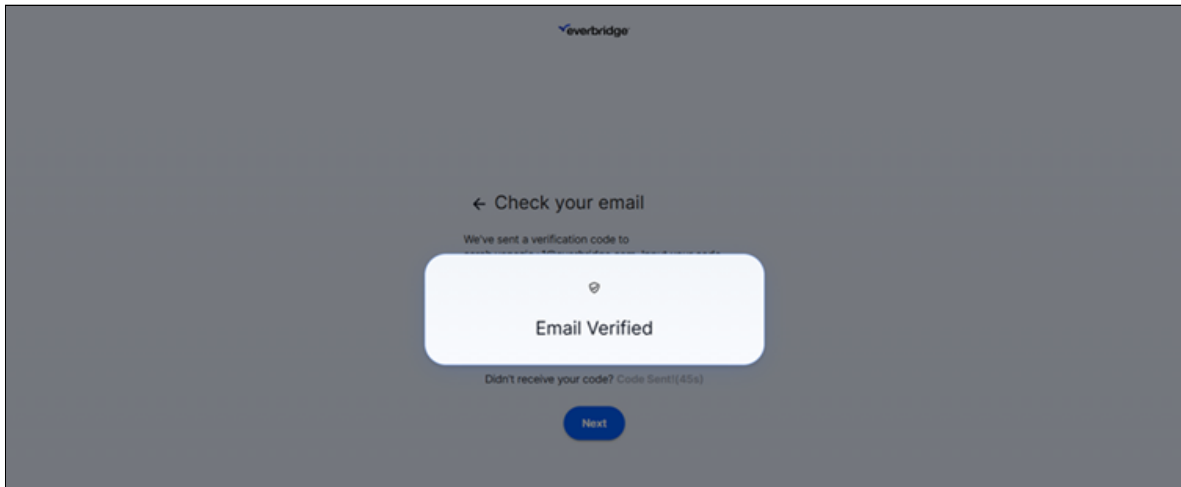 everbridge
← Check your email
We've sent a verification code to
Email Verified
Didn't receive your code? Code Sent!(45s)
Next